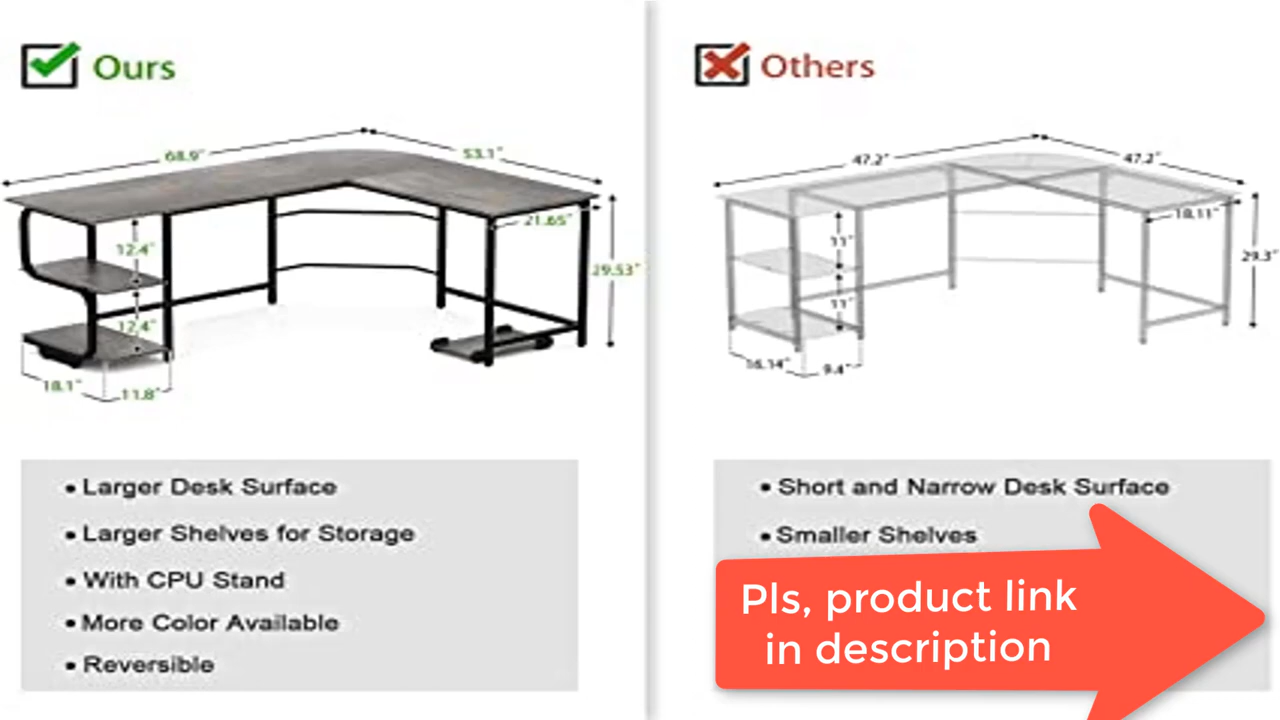 Ours
68.9"
53.1"
21.65"
12.4"
29.53"
12.4"
18.1"
11.8"
• Larger Desk Surface
• Larger Shelves for Storage
• With CPU Stand
• More Color Available
• Reversible
Others
47.2"
47.2"
18.11"
11"
29.3"
11"
16.14"
9.4"
• Short and Narrow Desk Surface
• Smaller Shelves
Pls, product link
in description